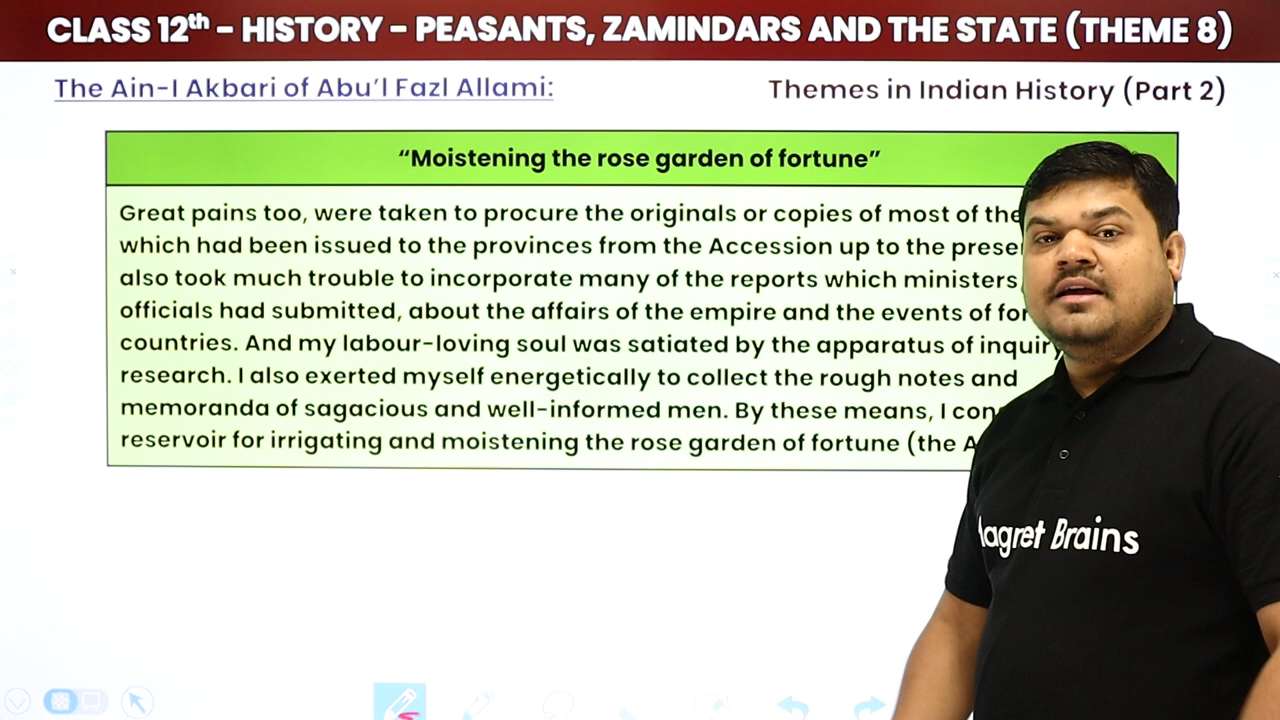 CLASS 12th – HISTORY – PEASANTS, ZAMINDARS AND THE STATE (THEME 8)
The Ain-I Akbari of Abu’l Fazl Allami:
Themes in Indian History (Part 2)
“Moistening the rose garden of fortune”
Great pains too, were taken to procure the originals or copies of most of the
which had been issued to the provinces from the Accession up to the
also took much trouble to incorporate many of the reports which ministers
officials had submitted, about the affairs of the empire and the events of
countries. And my labour-loving soul was satiated by the apparatus of inquiry
research. I also exerted myself energetically to collect the rough notes and
memoranda of sagacious and well-informed men. By these means, I
reservoir for irrigating and moistening the rose garden of fortune (the
Brains